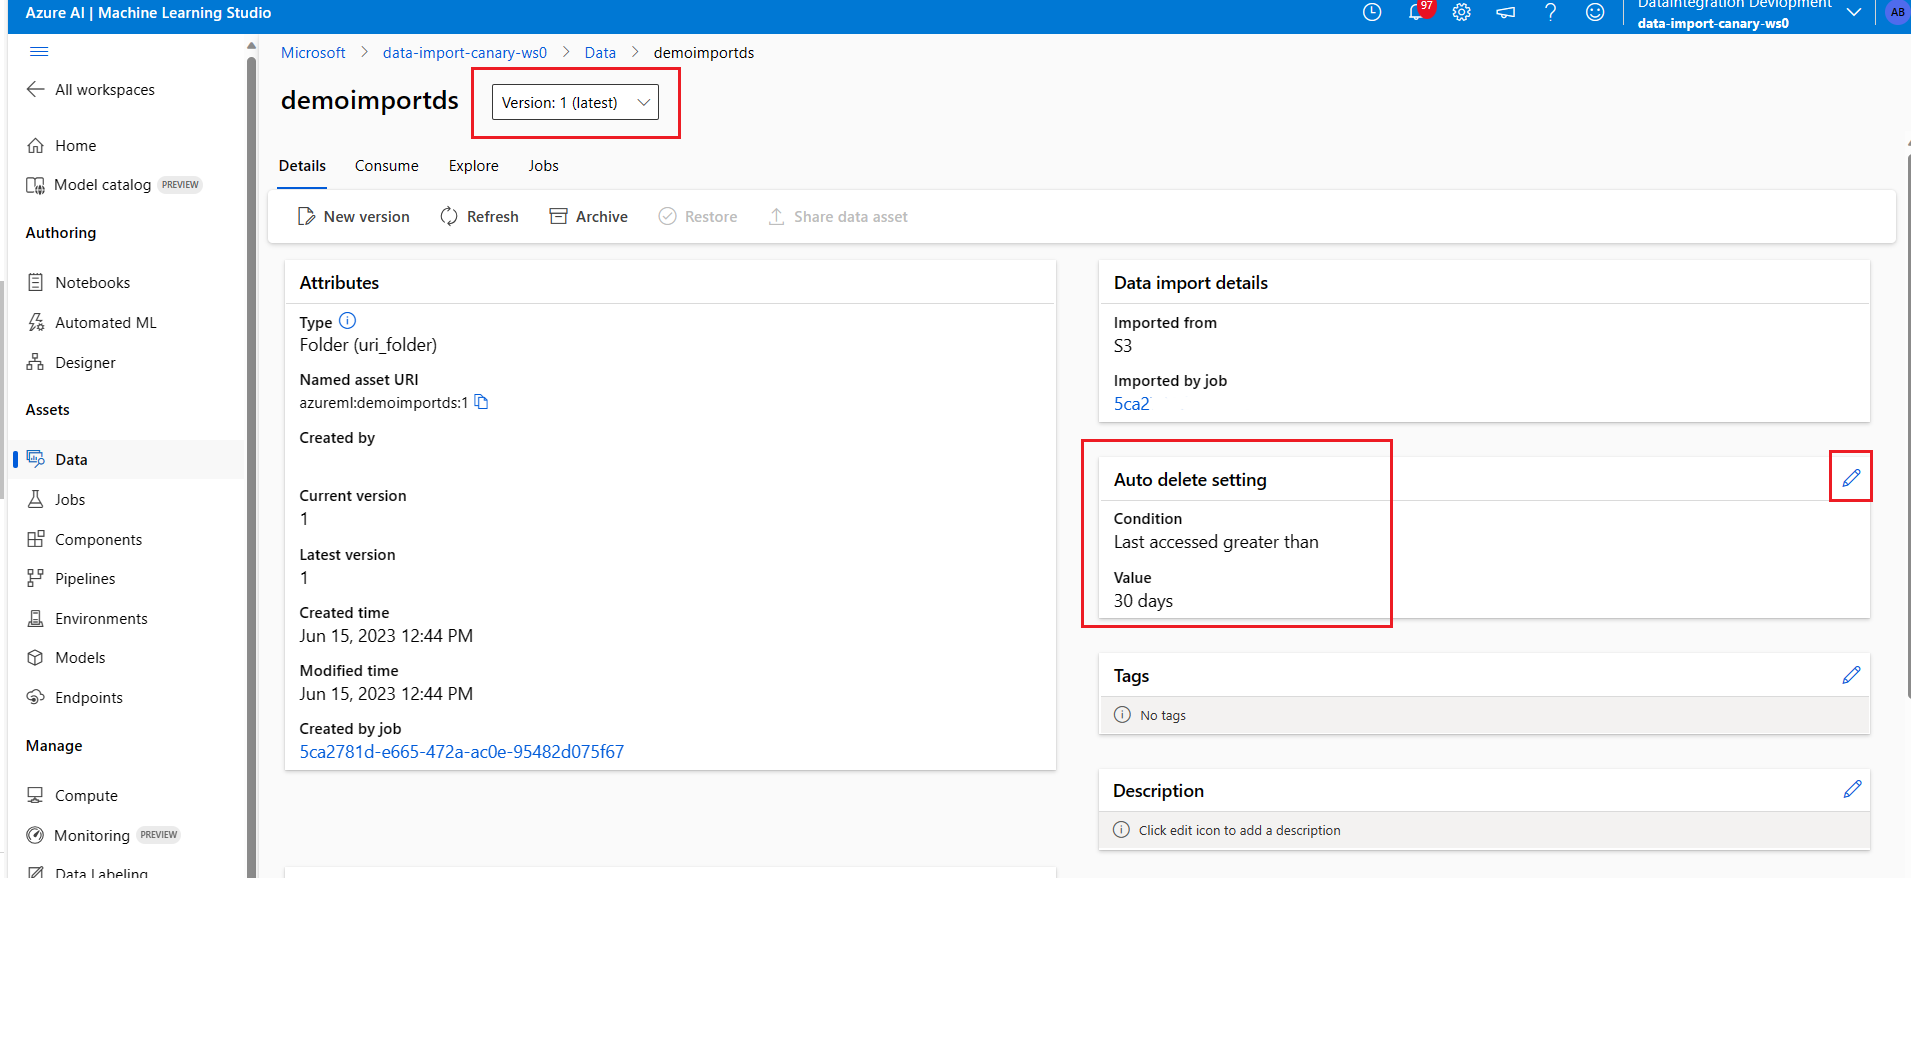 Azure AI | Machine Learning Studio
97
DataIntegration Devlopment
data-import-canary-ws0
AB
All workspaces
Home
Model catalog PREVIEW
Authoring
Notebooks
Automated ML
Designer
Assets
Data
Jobs
Components
Pipelines
Environments
Models
Endpoints
Manage
Compute
Monitoring PREVIEW
Data Labeling
Microsoft > data-import-canary-ws0 > Data > demoimportds
demoimportds
Version: 1 (latest)
Details Consume Explore Jobs
New version Refresh Archive Restore Share data asset
Attributes
Type
Folder (uri_folder)
Named asset URI
azureml:demoimportds:1
Created by
Current version
1
Latest version
1
Created time
Jun 15, 2023 12:44 PM
Modified time
Jun 15, 2023 12:44 PM
Created by job
5ca2781d-e665-472a-ac0e-95482d075f67
Data import details
Imported from
S3
Imported by job
5ca2
Auto delete setting
Condition
Last accessed greater than
Value
30 days
Tags
No tags
Description
Click edit icon to add a description